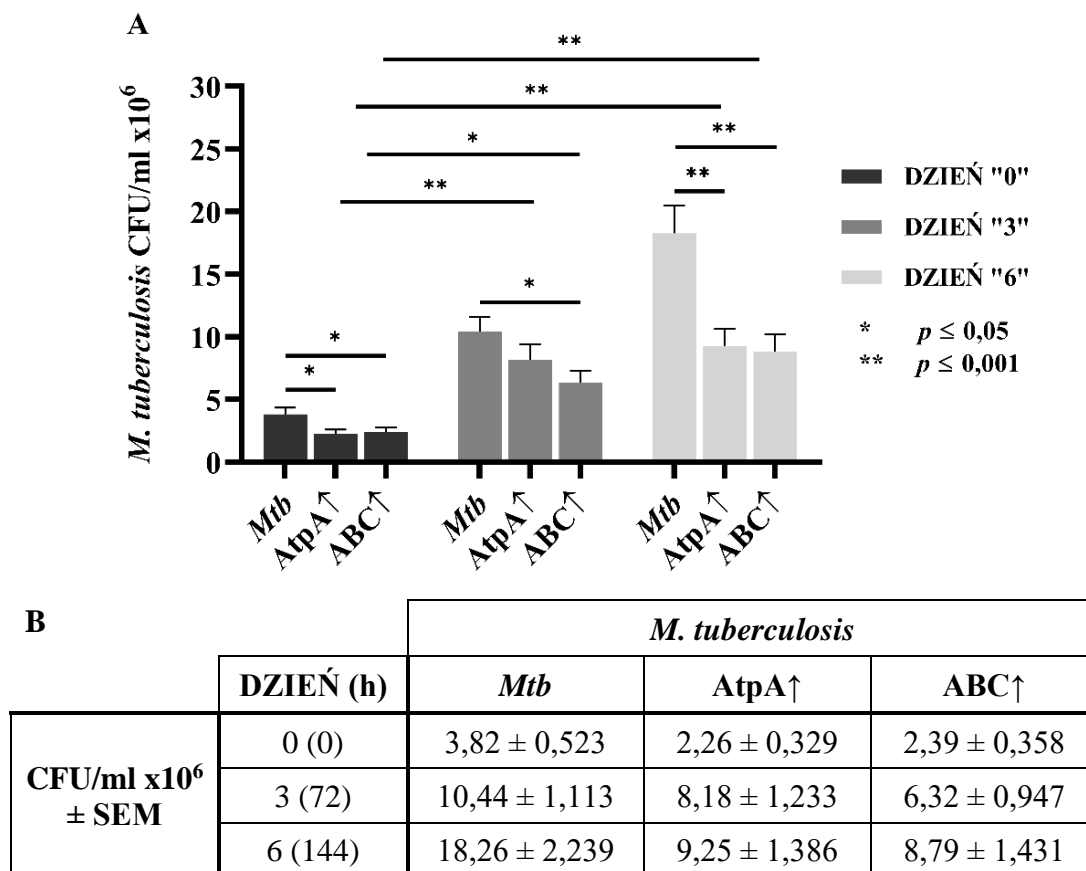 A
M. tuberculosis CFU/ml x10⁶
30
25
20
15
10
5
0
**
**
*
**
**
**
*
*
*
Mtb
AtpA↑
ABC↑
Mtb
AtpA↑
ABC↑
Mtb
AtpA↑
ABC↑
DZIEŃ "0"
DZIEŃ "3"
DZIEŃ "6"
* p ≤ 0,05
** p ≤ 0,001
B
M. tuberculosis
DZIEŃ (h) Mtb AtpA↑ ABC↑
CFU/ml x10⁶
± SEM
0 (0) 3,82 ± 0,523 2,26 ± 0,329 2,39 ± 0,358
3 (72) 10,44 ± 1,113 8,18 ± 1,233 6,32 ± 0,947
6 (144) 18,26 ± 2,239 9,25 ± 1,386 8,79 ± 1,431